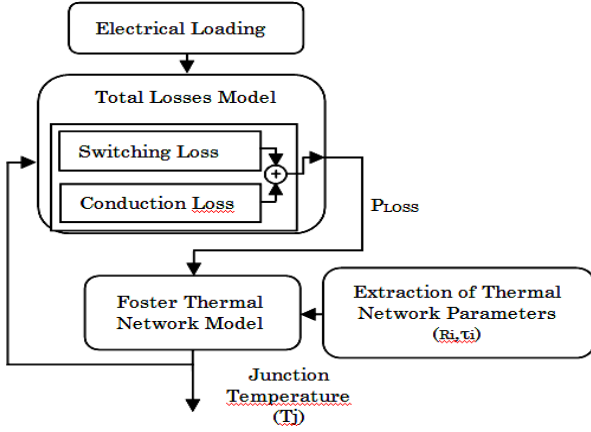 Electrical Loading
Total Losses Model
Switching Loss
+
Conduction Loss
PLOSS
Foster Thermal
Network Model
Extraction of Thermal
Network Parameters
(Ri,τi)
Junction
Temperature
(Tj)